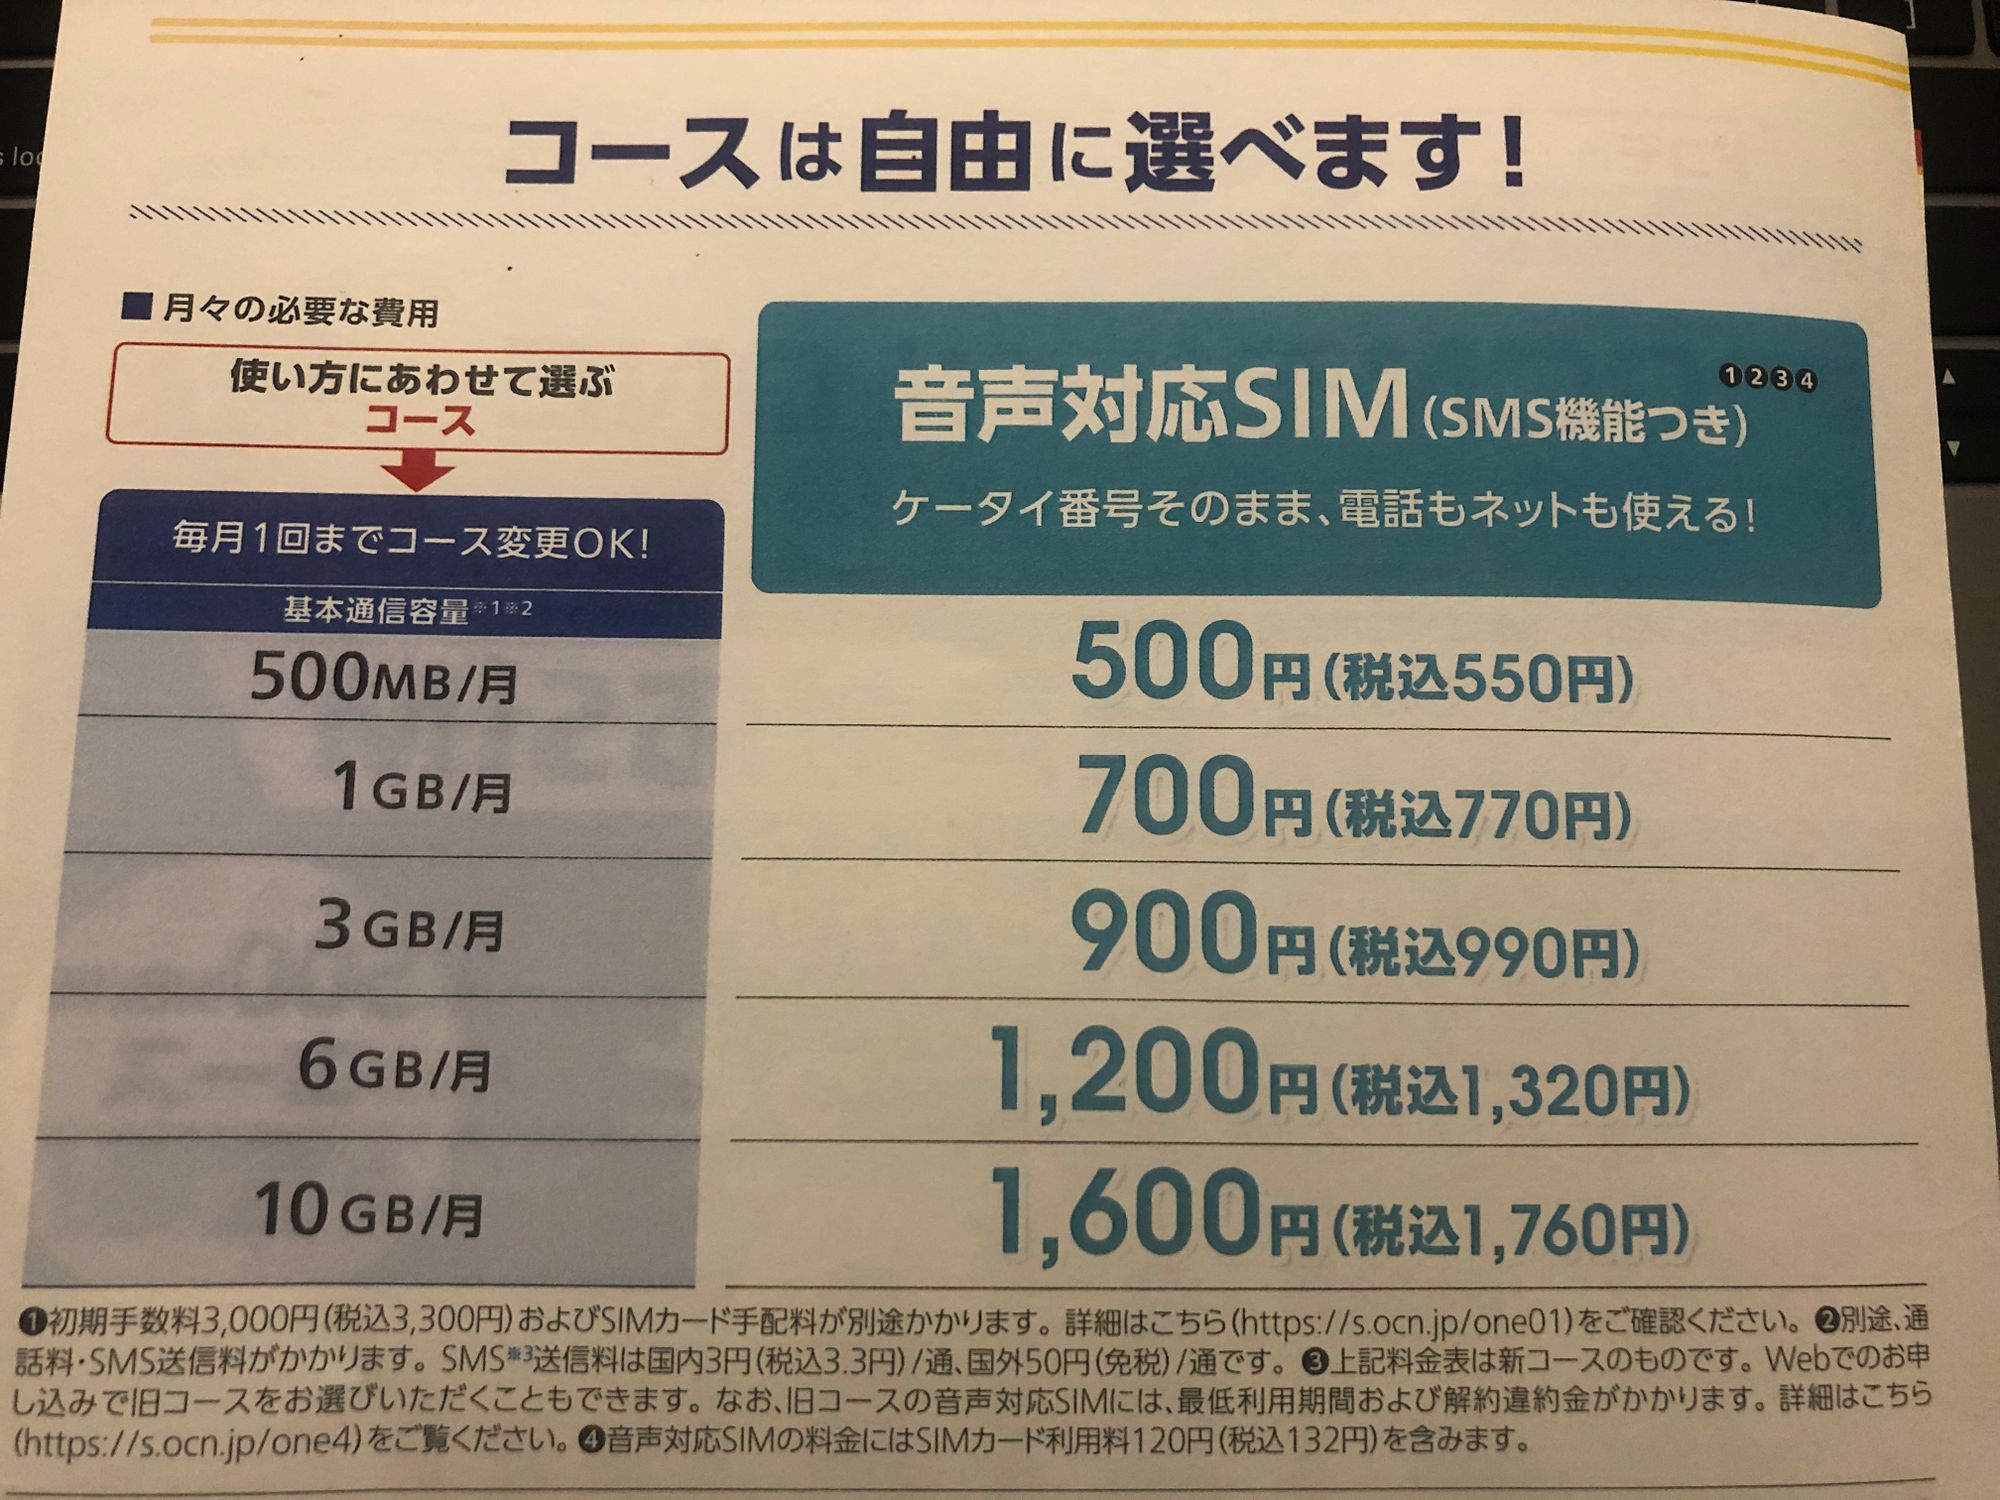 コースは自由に選べます!
■月々の必要な費用
使い方にあわせて選ぶ
コース
毎月1回までコース変更OK!
基本通信容量※1※2
音声対応SIM(SMS機能つき)❶❷❸❹
ケータイ番号そのまま、電話もネットも使える!
500MB/月 500円(税込550円)
1GB/月 700円(税込770円)
3GB/月 900円(税込990円)
6GB/月 1,200円(税込1,320円)
10GB/月 1,600円(税込1,760円)
❶初期手数料3,000円(税込3,300円)およびSIMカード手配料が別途かかります。詳細はこちら(https://s.ocn.jp/one01)をご確認ください。❷別途、通
話料・SMS送信料がかかります。SMS※3送信料は国内3円(税込3.3円)/通、国外50円(免税)/通です。❸上記料金表は新コースのものです。Webでのお申
し込みで旧コースをお選びいただくこともできます。なお、旧コースの音声対応SIMには、最低利用期間および解約違約金がかかります。詳細はこちら
(https://s.ocn.jp/one4)をご覧ください。❹音声対応SIMの料金にはSIMカード利用料120円(税込132円)を含みます。